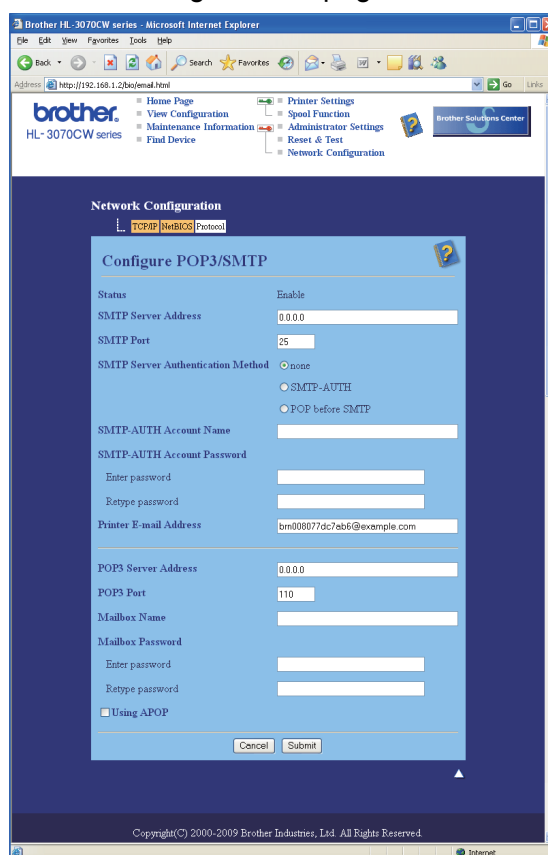 Brother HL-3070CW series - Microsoft Internet Explorer
File Edit View Favorites Tools Help
Back Search Favorites
Address http://192.168.1.2/bio/email.html Go Links
brother.
HL-3070CW series
Home Page
View Configuration
Maintenance Information
Find Device
Printer Settings
Spool Function
Administrator Settings
Reset & Test
Network Configuration
Brother Solutions Center
Network Configuration
TCP/IP NetBIOS Protocol
Configure POP3/SMTP
Status Enable
SMTP Server Address 0.0.0.0
SMTP Port 25
SMTP Server Authentication Method none
SMTP-AUTH
POP before SMTP
SMTP-AUTH Account Name
SMTP-AUTH Account Password
Enter password
Retype password
Printer E-mail Address brn008077dc7ab6@example.com
POP3 Server Address 0.0.0.0
POP3 Port 110
Mailbox Name
Mailbox Password
Enter password
Retype password
Using APOP
Cancel Submit
Copyright(C) 2000-2009 Brother Industries, Ltd. All Rights Reserved.
Internet